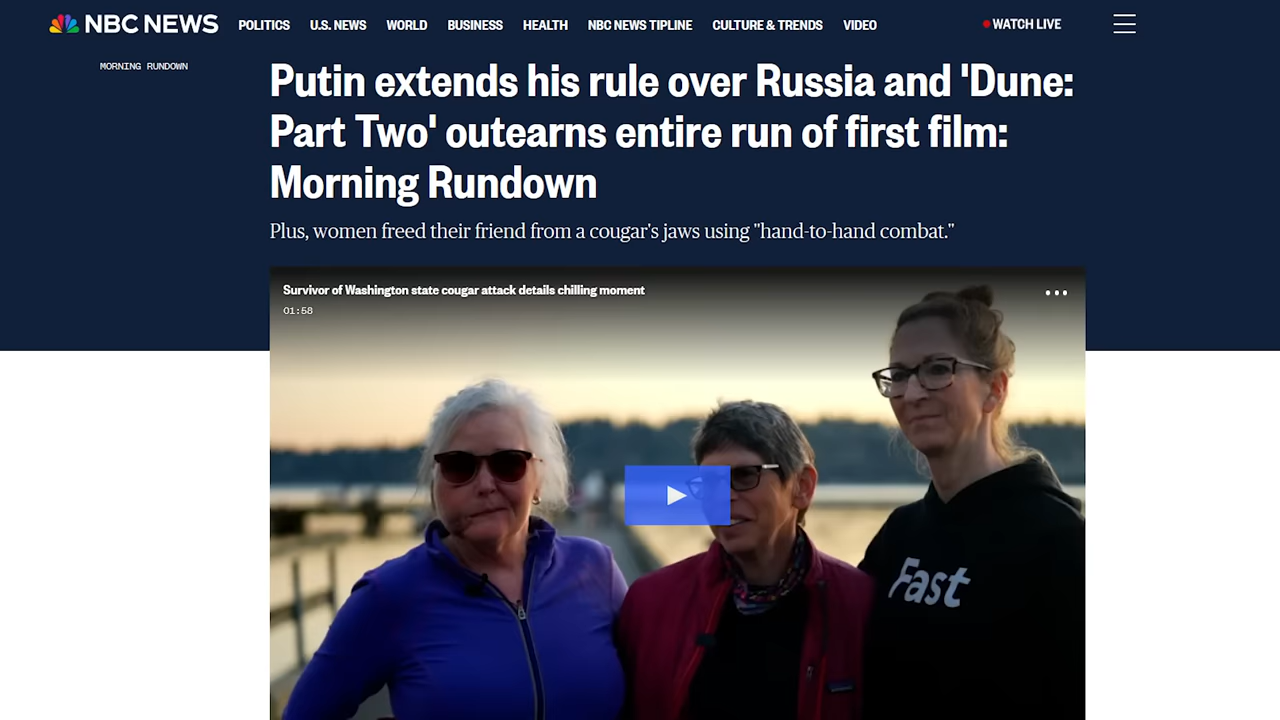 NBC NEWS
POLITICS U.S. NEWS WORLD BUSINESS HEALTH NBC NEWS TIPLINE CULTURE & TRENDS VIDEO WATCH LIVE
MORNING RUNDOWN
Putin extends his rule over Russia and 'Dune:
Part Two' outearns entire run of first film:
Morning Rundown
Plus, women freed their friend from a cougar's jaws using "hand-to-hand combat."
Survivor of Washington state cougar attack details chilling moment
01:58
Fast